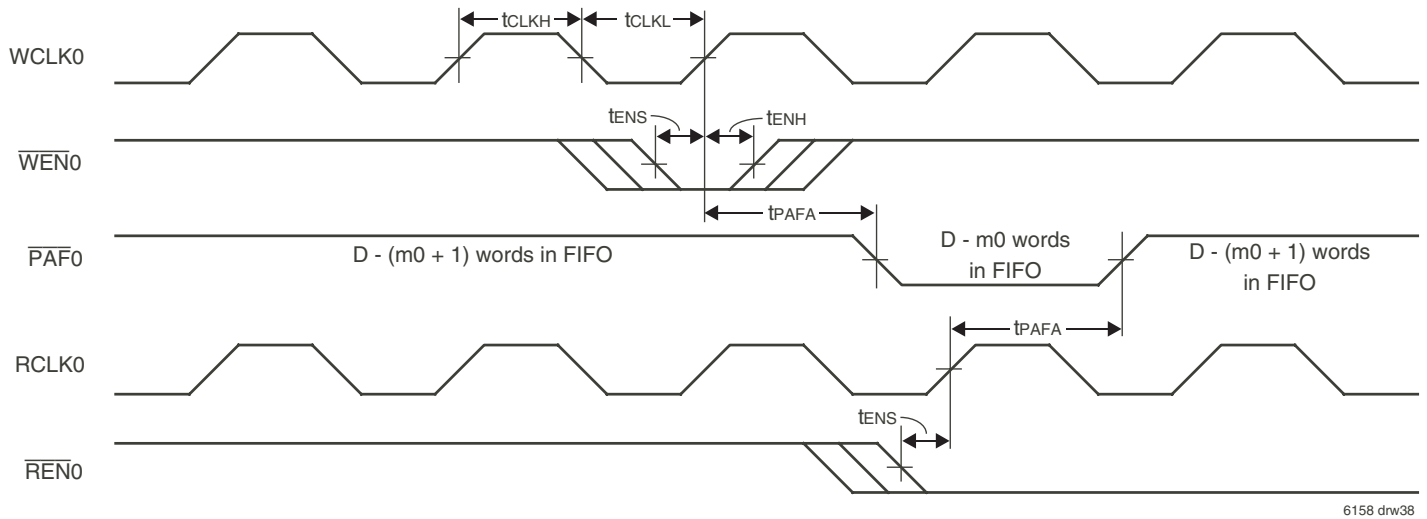 tCLKH
tCLKL
WCLK0
tENS
tENH
WEN0
tPAFA
PAF0
D - (m0 + 1) words in FIFO
D - m0 words
in FIFO
D - (m0 + 1) words
in FIFO
tPAFA
RCLK0
tENS
REN0
6158 drw38